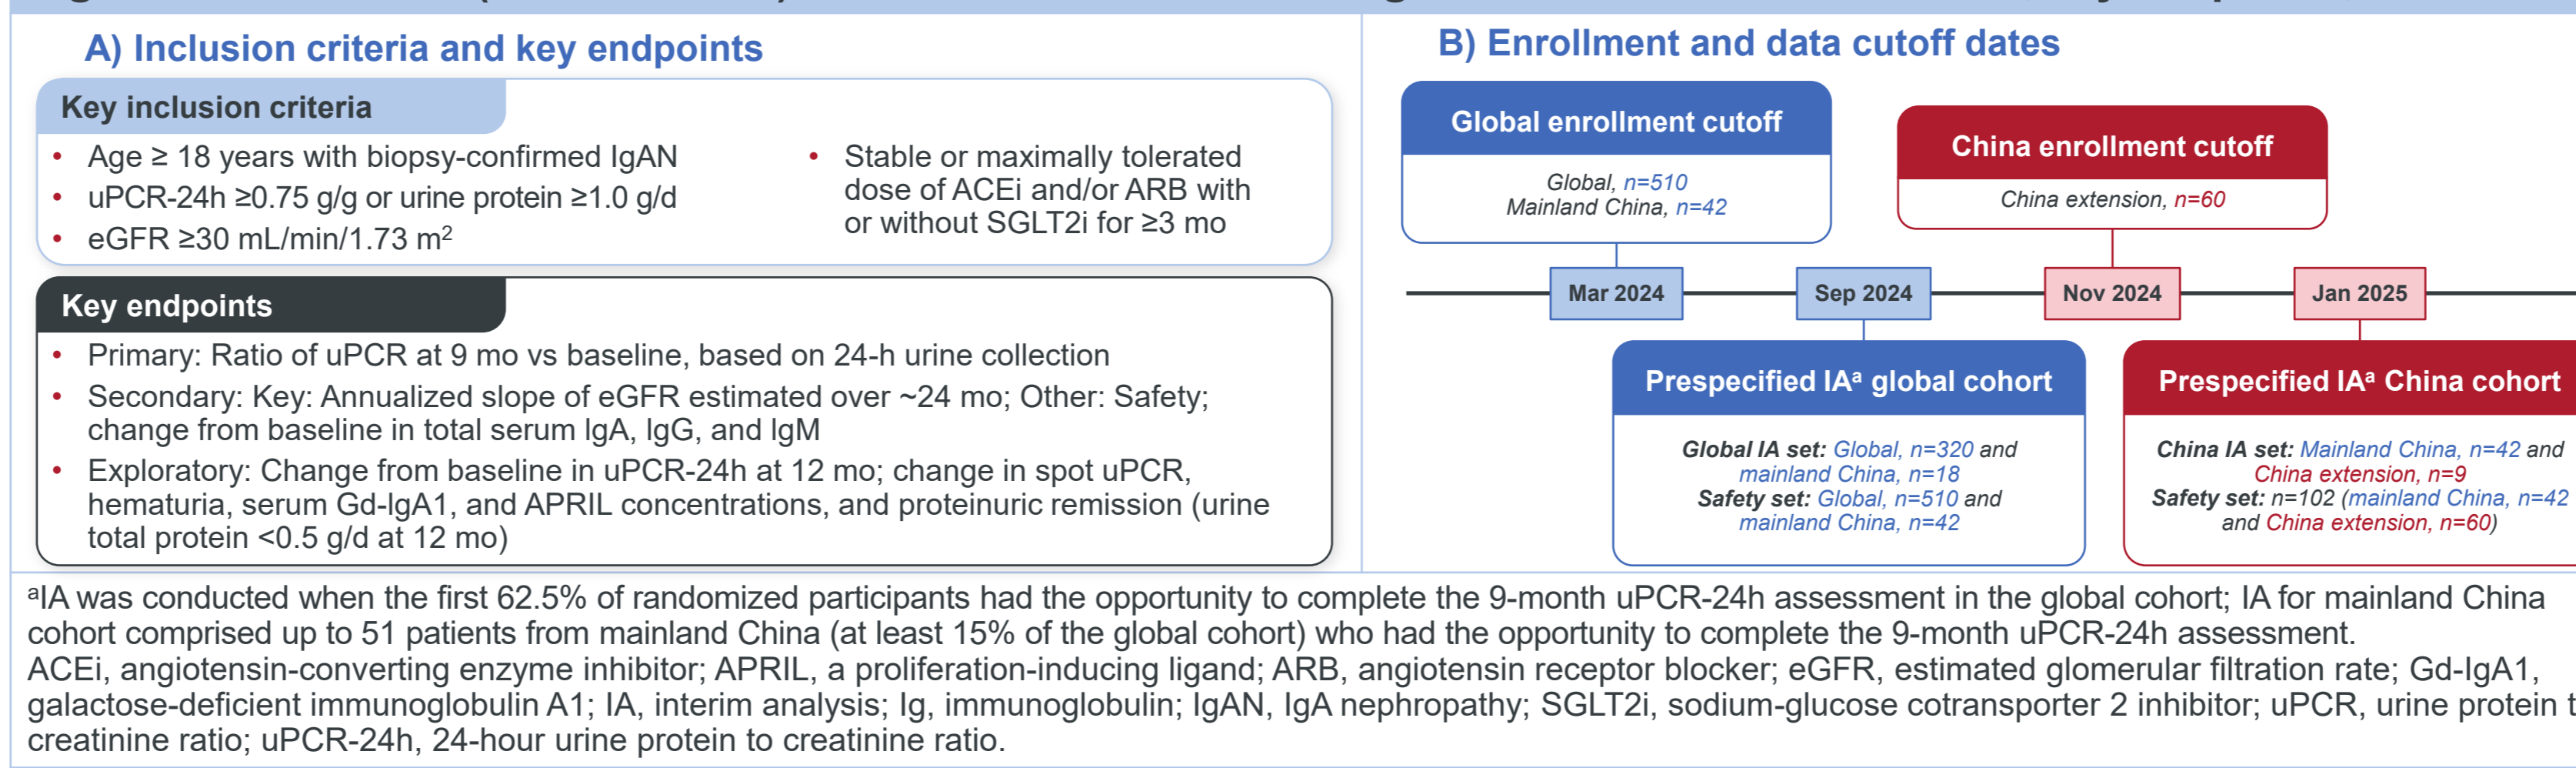 A) Inclusion criteria and key endpoints
Key inclusion criteria
• Age ≥ 18 years with biopsy-confirmed IgAN
• uPCR-24h ≥0.75 g/g or urine protein ≥1.0 g/d
• eGFR ≥30 mL/min/1.73 m²
• Stable or maximally tolerated
dose of ACEi and/or ARB with
or without SGLT2i for ≥3 mo
Key endpoints
• Primary: Ratio of uPCR at 9 mo vs baseline, based on 24-h urine collection
• Secondary: Key: Annualized slope of eGFR estimated over ~24 mo; Other: Safety;
change from baseline in total serum IgA, IgG, and IgM
• Exploratory: Change from baseline in uPCR-24h at 12 mo; change in spot uPCR,
hematuria, serum Gd-IgA1, and APRIL concentrations, and proteinuric remission (urine
total protein <0.5 g/d at 12 mo)
B) Enrollment and data cutoff dates
Global enrollment cutoff
Global, n=510
Mainland China, n=42
China enrollment cutoff
China extension, n=60
Mar 2024
Sep 2024
Nov 2024
Jan 2025
Prespecified IAᵃ global cohort
Global IA set: Global, n=320 and
mainland China, n=18
Safety set: Global, n=510 and
mainland China, n=42
Prespecified IAᵃ China cohort
China IA set: Mainland China, n=42 and
China extension, n=9
Safety set: n=102 (mainland China, n=42
and China extension, n=60)
ᵃIA was conducted when the first 62.5% of randomized participants had the opportunity to complete the 9-month uPCR-24h assessment in the global cohort; IA for mainland China
cohort comprised up to 51 patients from mainland China (at least 15% of the global cohort) who had the opportunity to complete the 9-month uPCR-24h assessment.
ACEi, angiotensin-converting enzyme inhibitor; APRIL, a proliferation-inducing ligand; ARB, angiotensin receptor blocker; eGFR, estimated glomerular filtration rate; Gd-IgA1,
galactose-deficient immunoglobulin A1; IA, interim analysis; Ig, immunoglobulin; IgAN, IgA nephropathy; SGLT2i, sodium-glucose cotransporter 2 inhibitor; uPCR, urine protein t
creatinine ratio; uPCR-24h, 24-hour urine protein to creatinine ratio.